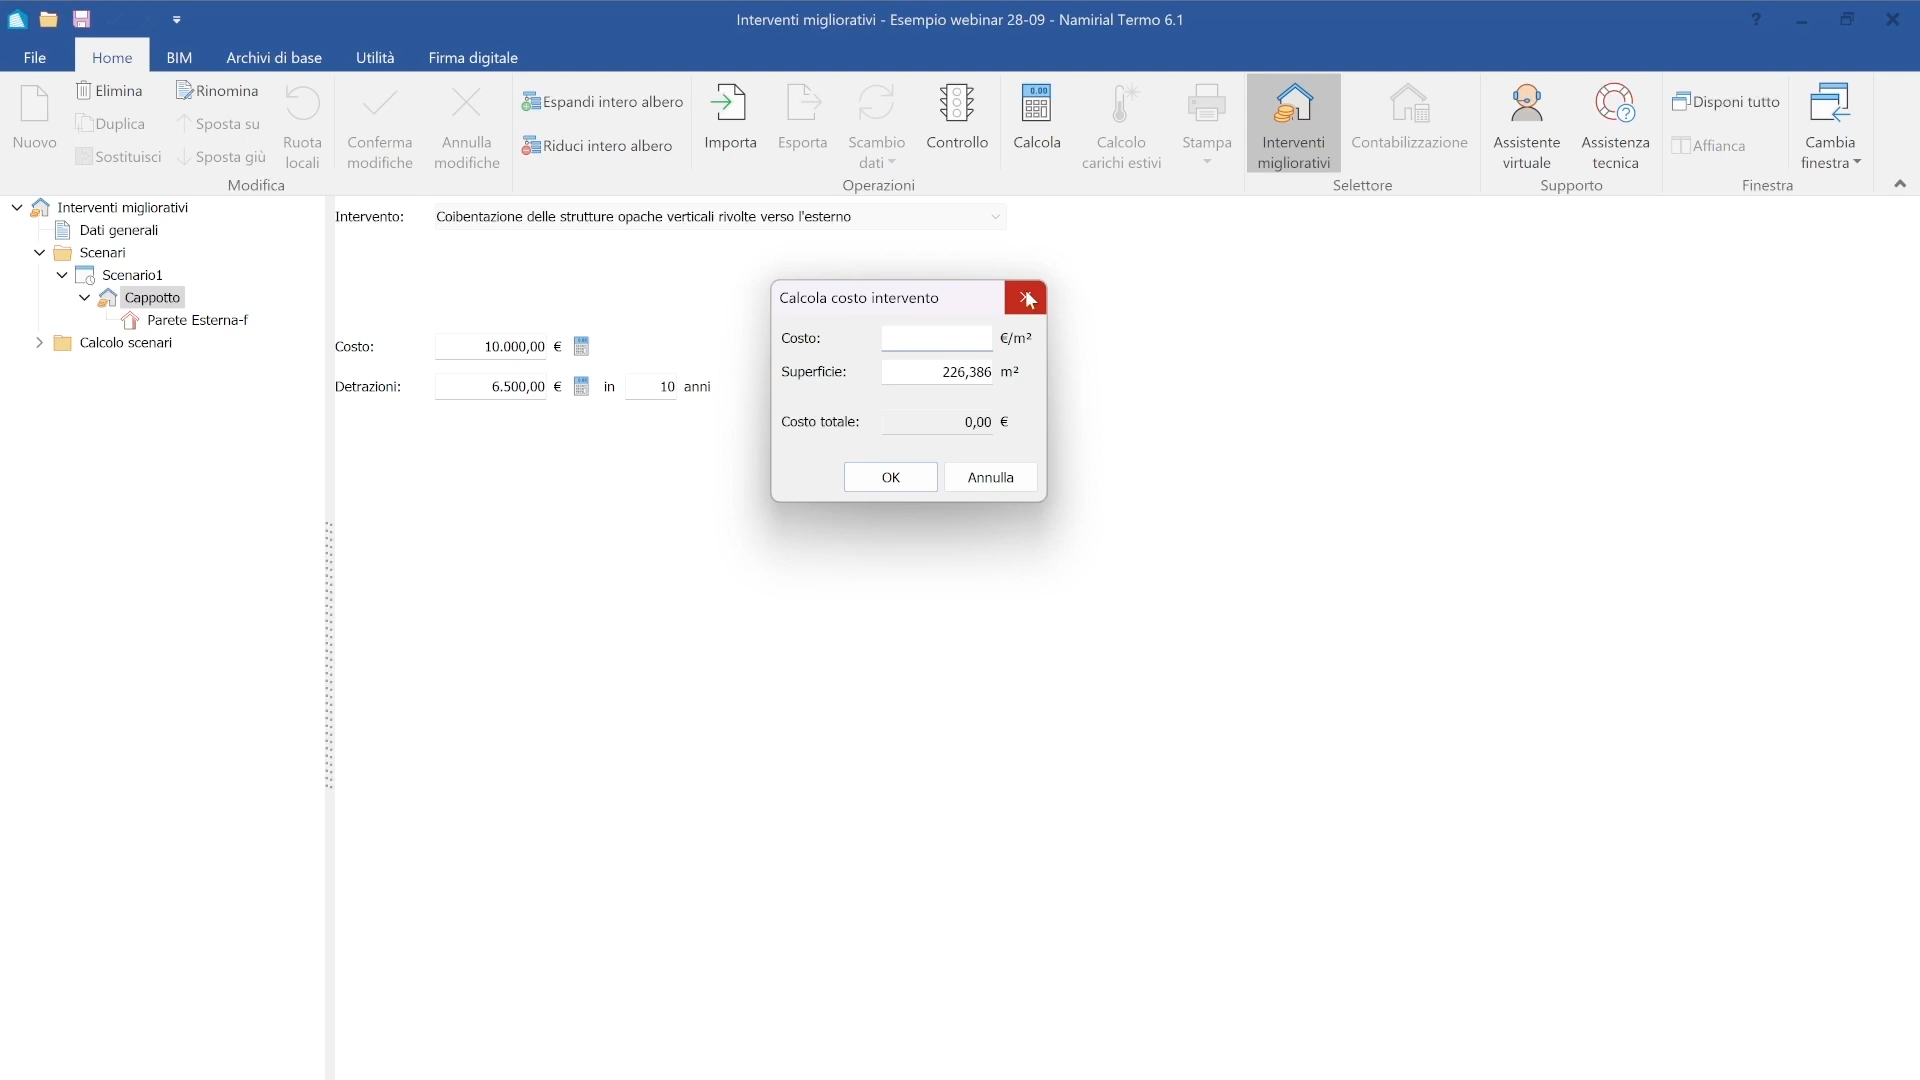 Interventi migliorativi - Esempio webinar 28-09 - Namirial Termo 6.1
?
File
Home
BIM
Archivi di base
Utilità
Firma digitale
Nuovo
Elimina
Duplica
Sostituisci
Rinomina
Sposta su
Sposta giù
Ruota
locali
Conferma
modifiche
Annulla
modifiche
Modifica
Espandi intero albero
Riduci intero albero
Importa
Esporta
Scambio
dati
Controllo
0.00
Calcola
Calcolo
carichi estivi
Stampa
Operazioni
Interventi
migliorativi
Contabilizzazione
Selettore
Assistente
virtuale
Assistenza
tecnica
Supporto
Disponi tutto
Affianca
Cambia
finestra
Finestra
Interventi migliorativi
Dati generali
Scenari
Scenario1
Cappotto
Parete Esterna-f
Calcolo scenari
Intervento: Coibentazione delle strutture opache verticali rivolte verso l'esterno
Costo: 10.000,00 €
Detrazioni: 6.500,00 € in 10 anni
Calcola costo intervento
Costo: €/m²
Superficie: 226,386 m²
Costo totale: 0,00 €
OK
Annulla